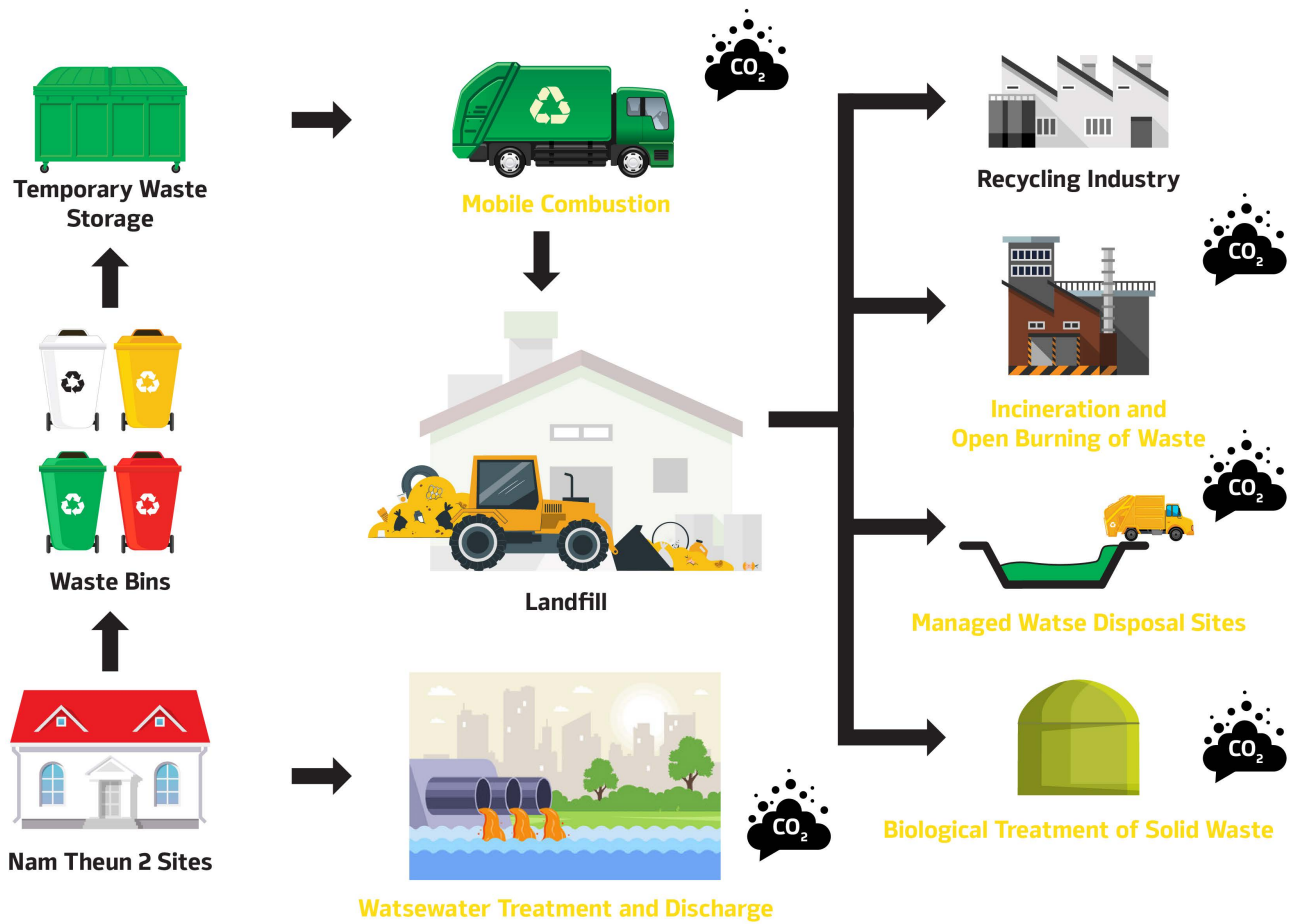 CO2
Temporary Waste
Storage
Mobile Combustion
Recycling Industry
CO2
Incineration and
Open Burning of Waste
CO2
Waste Bins
Landfill
Managed Watse Disposal Sites
CO2
Nam Theun 2 Sites
CO2
Biological Treatment of Solid Waste
Watsewater Treatment and Discharge